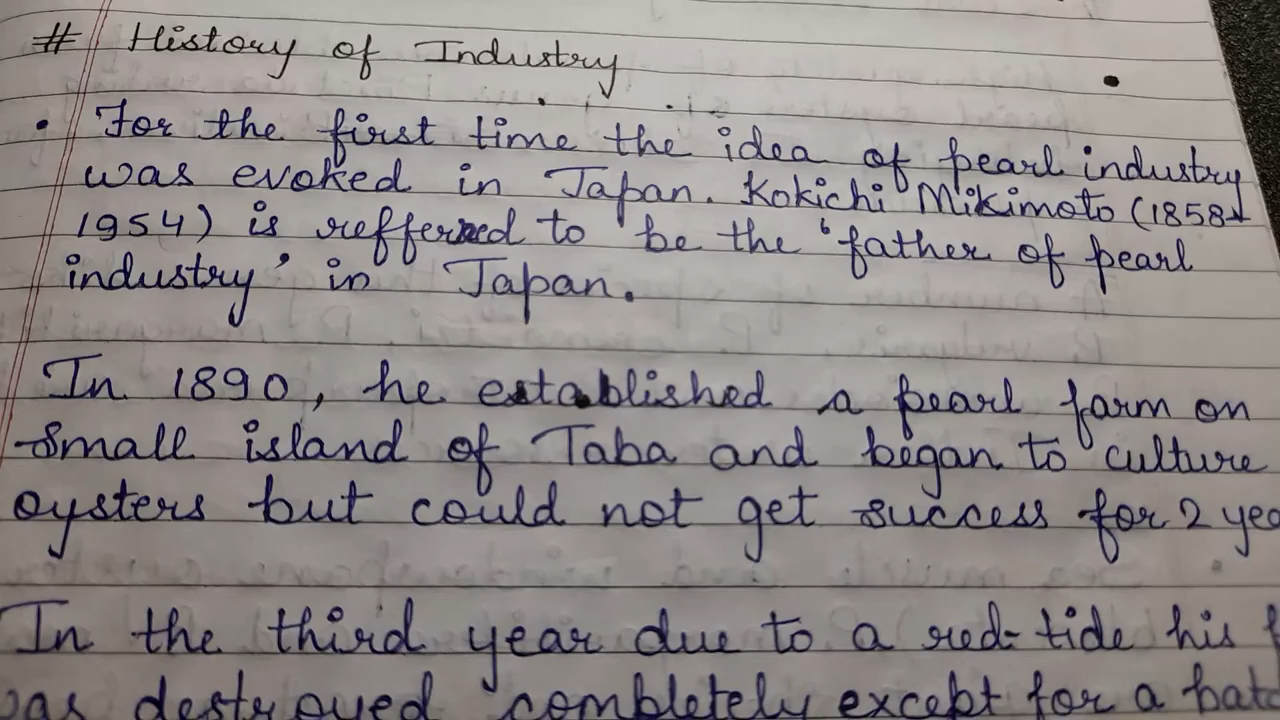 # History of Industry
• For the first time the idea of pearl industry
was evoked in Japan. Kokichi Mikimoto (1858-
1954) is refferred to be the 'father of pearl
industry' in Japan.
In 1890, he established a pearl farm on
small island of Taba and began to culture
oysters but could not get success for 2
In the third year due to a red-tide his
destroyed completely except for a